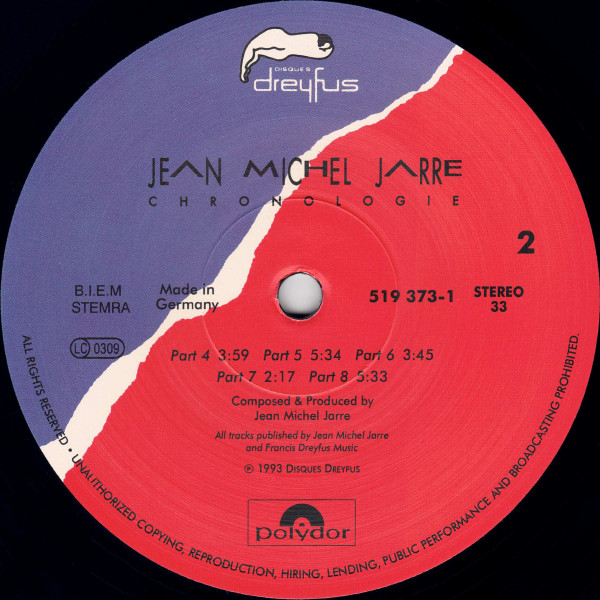 DISQUES
dreyfus
JEAN MICHEL JARRE
CHRONOLOGIE
2
B.I.E.M
STEMRA
Made in
Germany
519 373-1
STEREO
33
LC 0309
Part 4 3:59 Part 5 5:34 Part 6 3:45
Part 7 2:17 Part 8 5:33
Composed & Produced by
Jean Michel Jarre
All tracks published by Jean Michel Jarre
and Francis Dreyfus Music
℗ 1993 DISQUES DREYFUS
polydor
ALL RIGHTS RESERVED • UNAUTHORIZED COPYING, REPRODUCTION, HIRING, LENDING, PUBLIC PERFORMANCE AND BROADCASTING PROHIBITED.